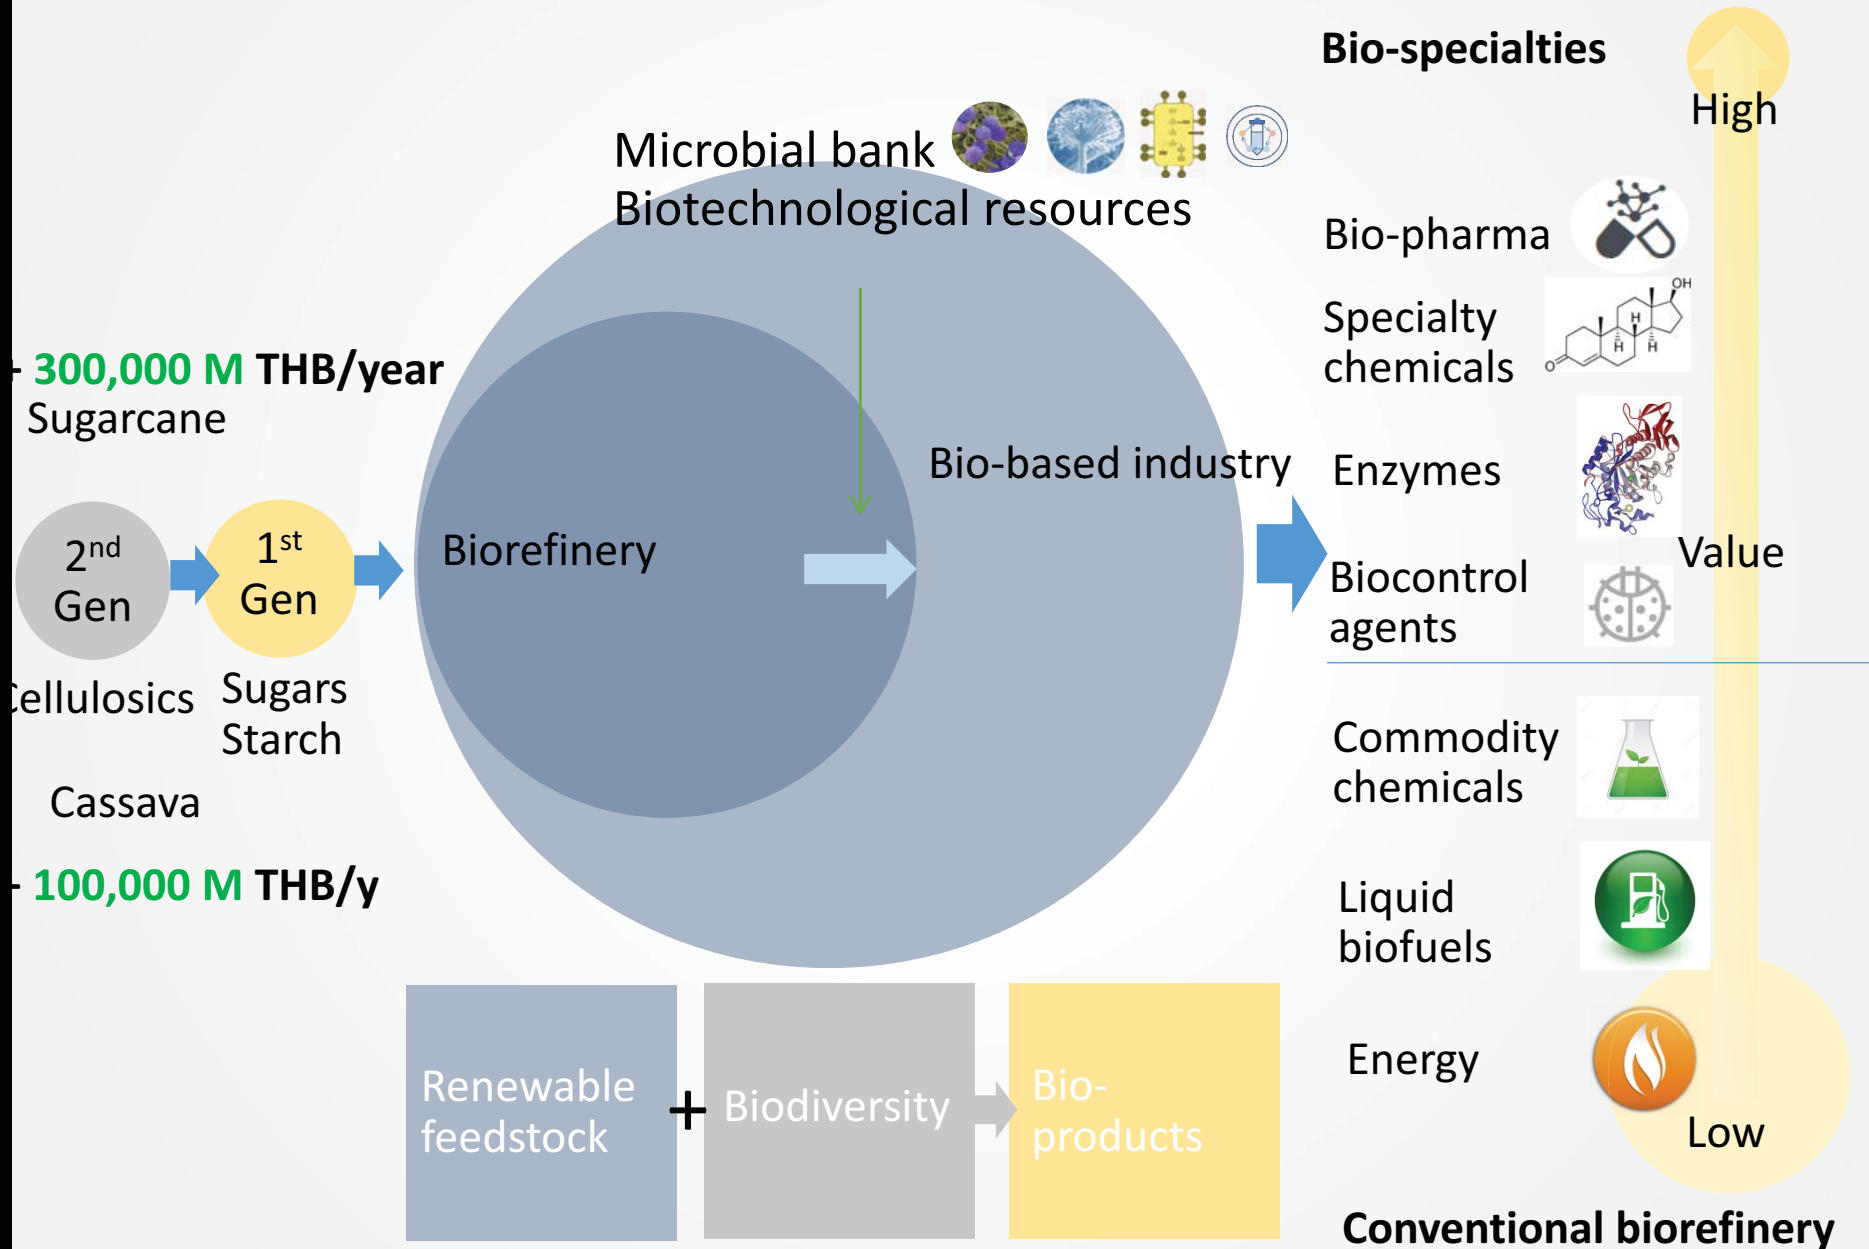 Bio-specialties
High
Microbial bank
Biotechnological resources
Bio-pharma
Specialty
chemicals
OH
H
H
H
O
300,000 M THB/year
Sugarcane
Bio-based industry
Enzymes
2nd
Gen
1st
Gen
Biorefinery
Value
Biocontrol
agents
Cellulosics
Sugars
Starch
Commodity
chemicals
Cassava
100,000 M THB/y
Liquid
biofuels
Renewable
feedstock
+
Biodiversity
Bio-
products
Energy
Low
Conventional biorefinery